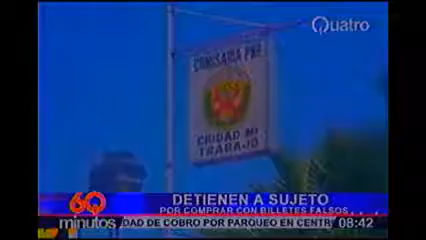 Quatro
COMISARIA PNP
CIUDAD MI
TRABAJO
60
minutos
DETIENEN A SUJETO
POR COMPRAR CON BILLETES FALSOS
DAD DE COBRO POR PARQUEO EN CENTR
08:42